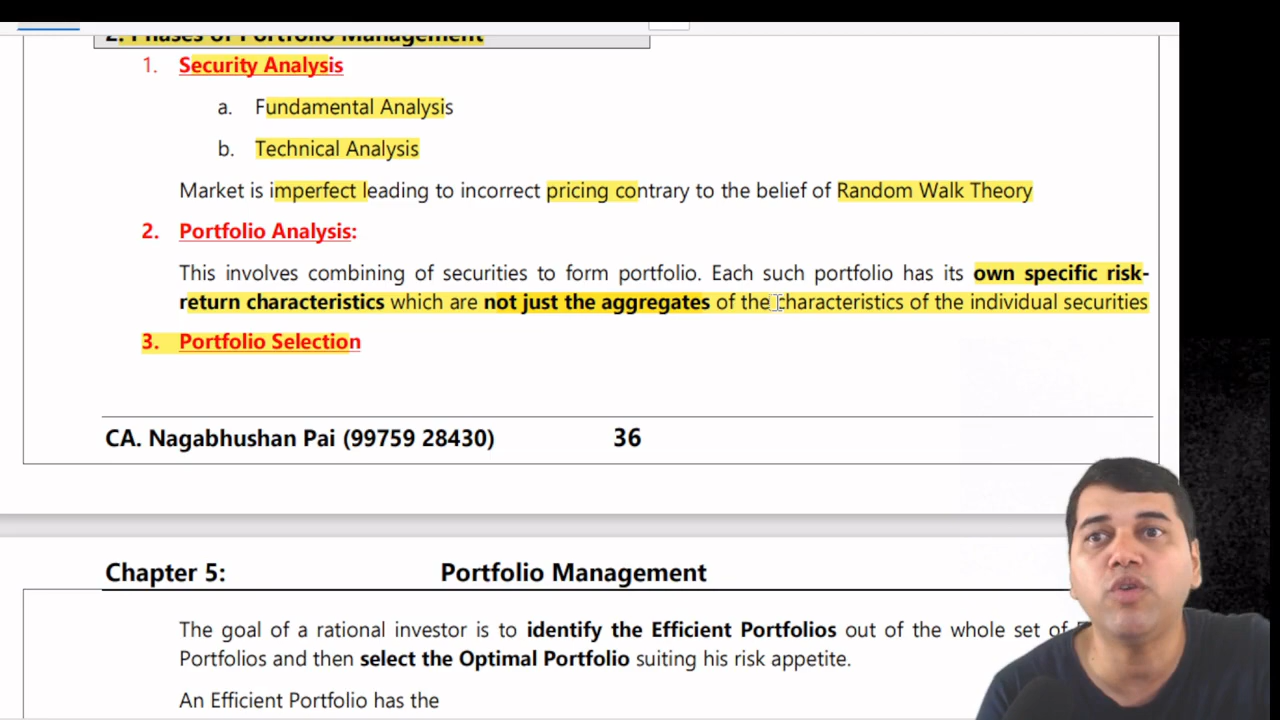 2. Phases of Portfolio Management
1. Security Analysis
a. Fundamental Analysis
b. Technical Analysis
Market is imperfect leading to incorrect pricing contrary to the belief of Random Walk Theory
2. Portfolio Analysis:
This involves combining of securities to form portfolio. Each such portfolio has its own specific risk-
return characteristics which are not just the aggregates of the characteristics of the individual securities
3. Portfolio Selection
CA. Nagabhushan Pai (99759 28430) 36
Chapter 5: Portfolio Management
The goal of a rational investor is to identify the Efficient Portfolios out of the whole set of
Portfolios and then select the Optimal Portfolio suiting his risk appetite.
An Efficient Portfolio has the